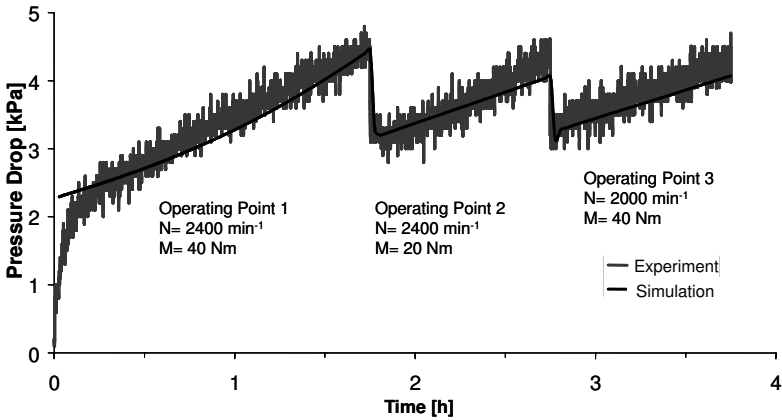 5
4
3
2
1
0
Pressure Drop [kPa]
Operating Point 1
N= 2400 min⁻¹
M= 40 Nm
Operating Point 2
N= 2400 min⁻¹
M= 20 Nm
Operating Point 3
N= 2000 min⁻¹
M= 40 Nm
Experiment
Simulation
0
1
2
3
4
Time [h]